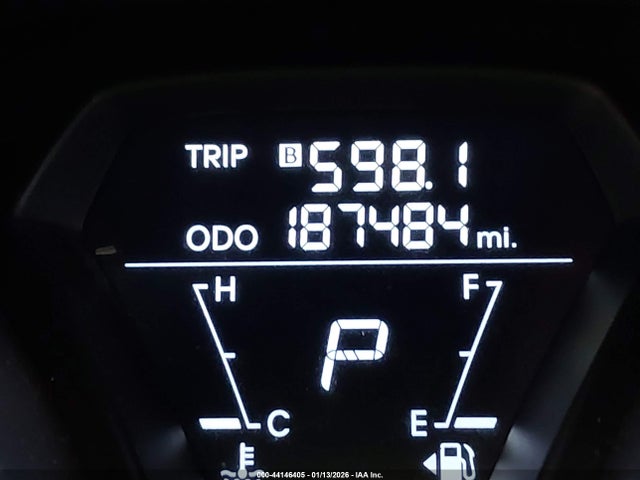 TRIP B 598.1
ODO 187484 mi.
H F
P
C E
000-44146405 - 01/13/2026 - IAA Inc.